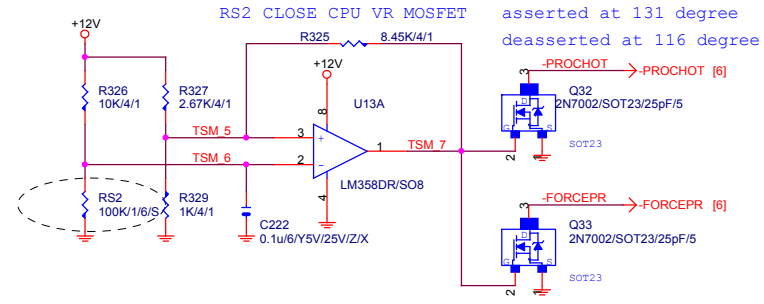 RS2 CLOSE CPU VR MOSFET asserted at 131 degree
deasserted at 116 degree
+12V
R325 8.45K/4/1
+12V
R326
10K/4/1
R327
2.67K/4/1
U13A
8
TSM_5
3
+
TSM_6
2
-
1
TSM_7
4
LM358DR/SO8
RS2
100K/1/6/S
R329
1K/4/1
C222
0.1u/6/Y5V/25V/Z/X
-PROCHOT
-PROCHOT [6]
3
Q32
2N7002/SOT23/25pF/5
D
G
S
SOT23
2
1
-FORCEPR
-FORCEPR [6]
3
Q33
2N7002/SOT23/25pF/5
D
G
S
SOT23
2
1